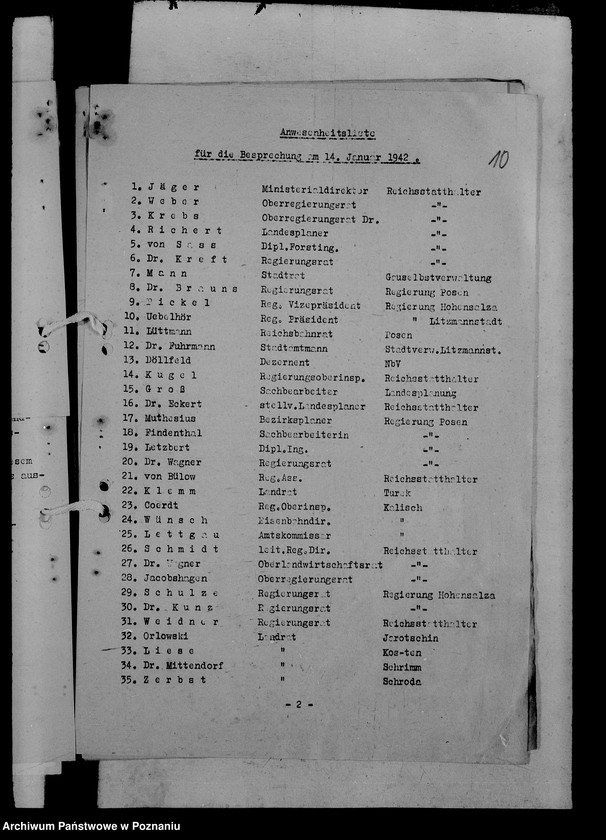 Anwesenheitsliste
für die Besprechung am 14. Januar 1942.
10
1. Jäger Ministerialdirektor Reichsstatthalter
2. Weber Oberregierungsrat -"-
3. Krebs Oberregierungsrat Dr. -"-
4. Richert Landesplaner -"-
5. von Sass Dipl.Forsting. -"-
6. Dr. Kreft Regierungsrat -"-
7. Mann Stadtrat Gauselbstverwaltung
8. Dr. Brauns Regierungsrat Regierung Posen
9. Pickel Reg. Vizepräsident Regierung Hohensalza
10. Uebelhör Reg. Präsident " Litzmannstadt
11. Lüttmann Reichsbahnrat Posen
12. Dr. Fuhrmann Stadtamtmann Stadtverw.Litzmannst.
13. Döllfeld Dezernent NbV
14. Kugel Regierungsoberinsp. Reichsstatthalter
15. Groß Sachbearbeiter Landesplanung
16. Dr. Eckert stellv.Landesplaner Reichsstatthalter
17. Muthesius Bezirksplaner Regierung Posen
18. Findenthal Sachbearbeiterin -"-
19. Letzbert Dipl.Ing. -"-
20. Dr. Wagner Regierungsrat -"-
21. von Bülow Reg.Ass. Reichsstatthalter
22. Klemm Landrat Turek
23. Coerdt Reg.Oberinsp. Kalisch
24. Wünsch Eisenbahndir. "
25. Lettgau Amtskommissar "
26. Schmidt leit.Reg.Dir. Reichsstatthalter
27. Dr. Wagner Oberlandwirtschaftsrat -"-
28. Jacobshagen Oberregierungsrat -"-
29. Schulze Regierungsrat Regierung Hohensalza
30. Dr. Kunz Regierungsrat -"-
31. Weidner Regierungsrat Reichsstatthalter
32. Orlowski Landrat Jarotschin
33. Liese " Kos-ten
34. Dr. Mittendorf " Schrimm
35. Zerbst " Schroda
- 2 -
sem
aus-
Archiwum Państwowe w Poznaniu